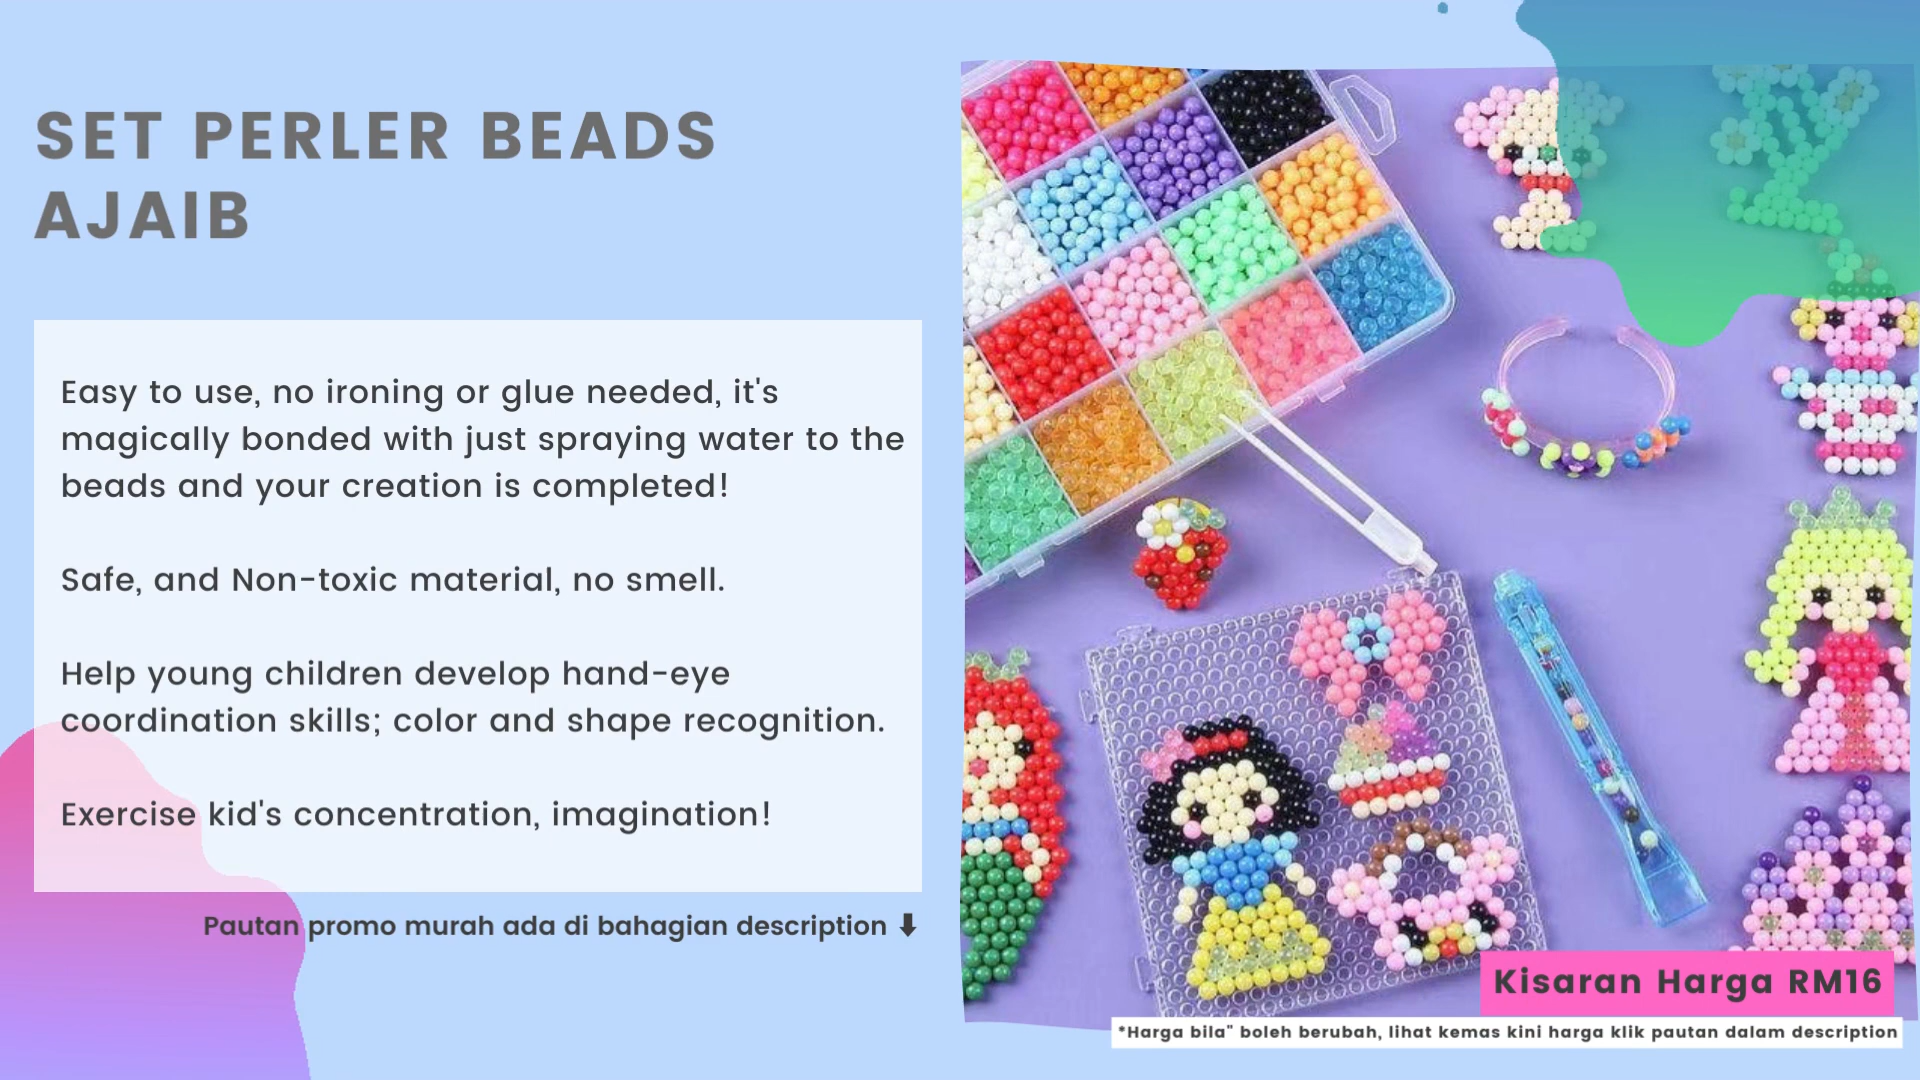 SET PERLER BEADS
AJAIB
Easy to use, no ironing or glue needed, it's
magically bonded with just spraying water to the
beads and your creation is completed!
Safe, and Non-toxic material, no smell.
Help young children develop hand-eye
coordination skills; color and shape recognition.
Exercise kid's concentration, imagination!
Pautan promo murah ada di bahagian description ⬇
Kisaran Harga RM16
*Harga bila" boleh berubah, lihat kemas kini harga klik pautan dalam description